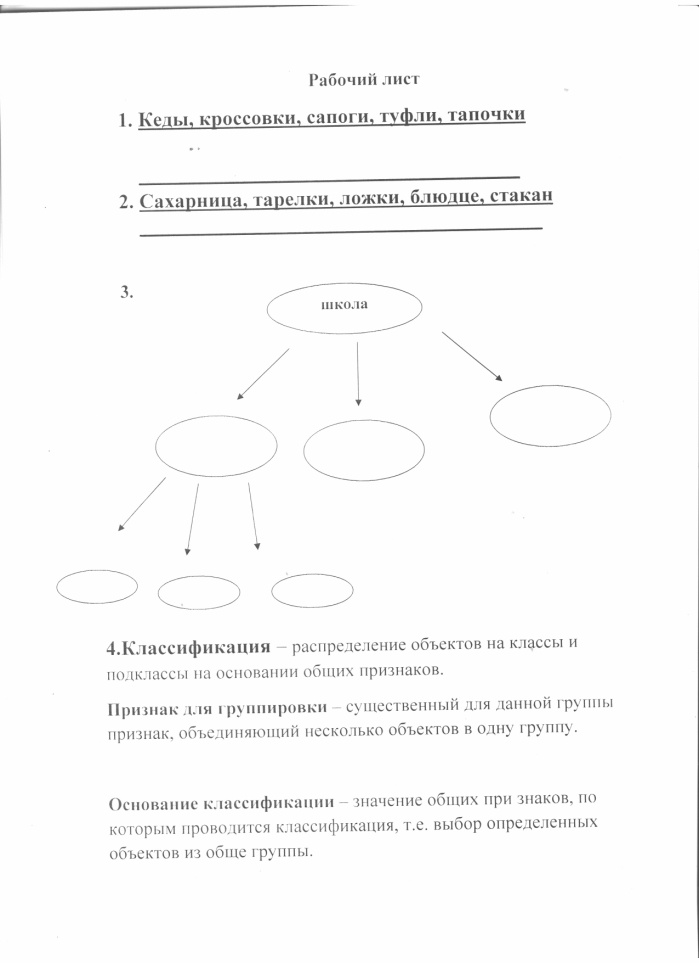 Рабочий лист
1. Кеды, кроссовки, сапоги, туфли, тапочки
2. Сахарница, тарелки, ложки, блюдце, стакан
3.
школа
4.Классификация – распределение объектов на классы и
подклассы на основании общих признаков.
Признак для группировки – существенный для данной группы
признак, объединяющий несколько объектов в одну группу.
Основание классификации – значение общих при знаков, по
которым проводится классификация, т.е. выбор определенных
объектов из обще группы.